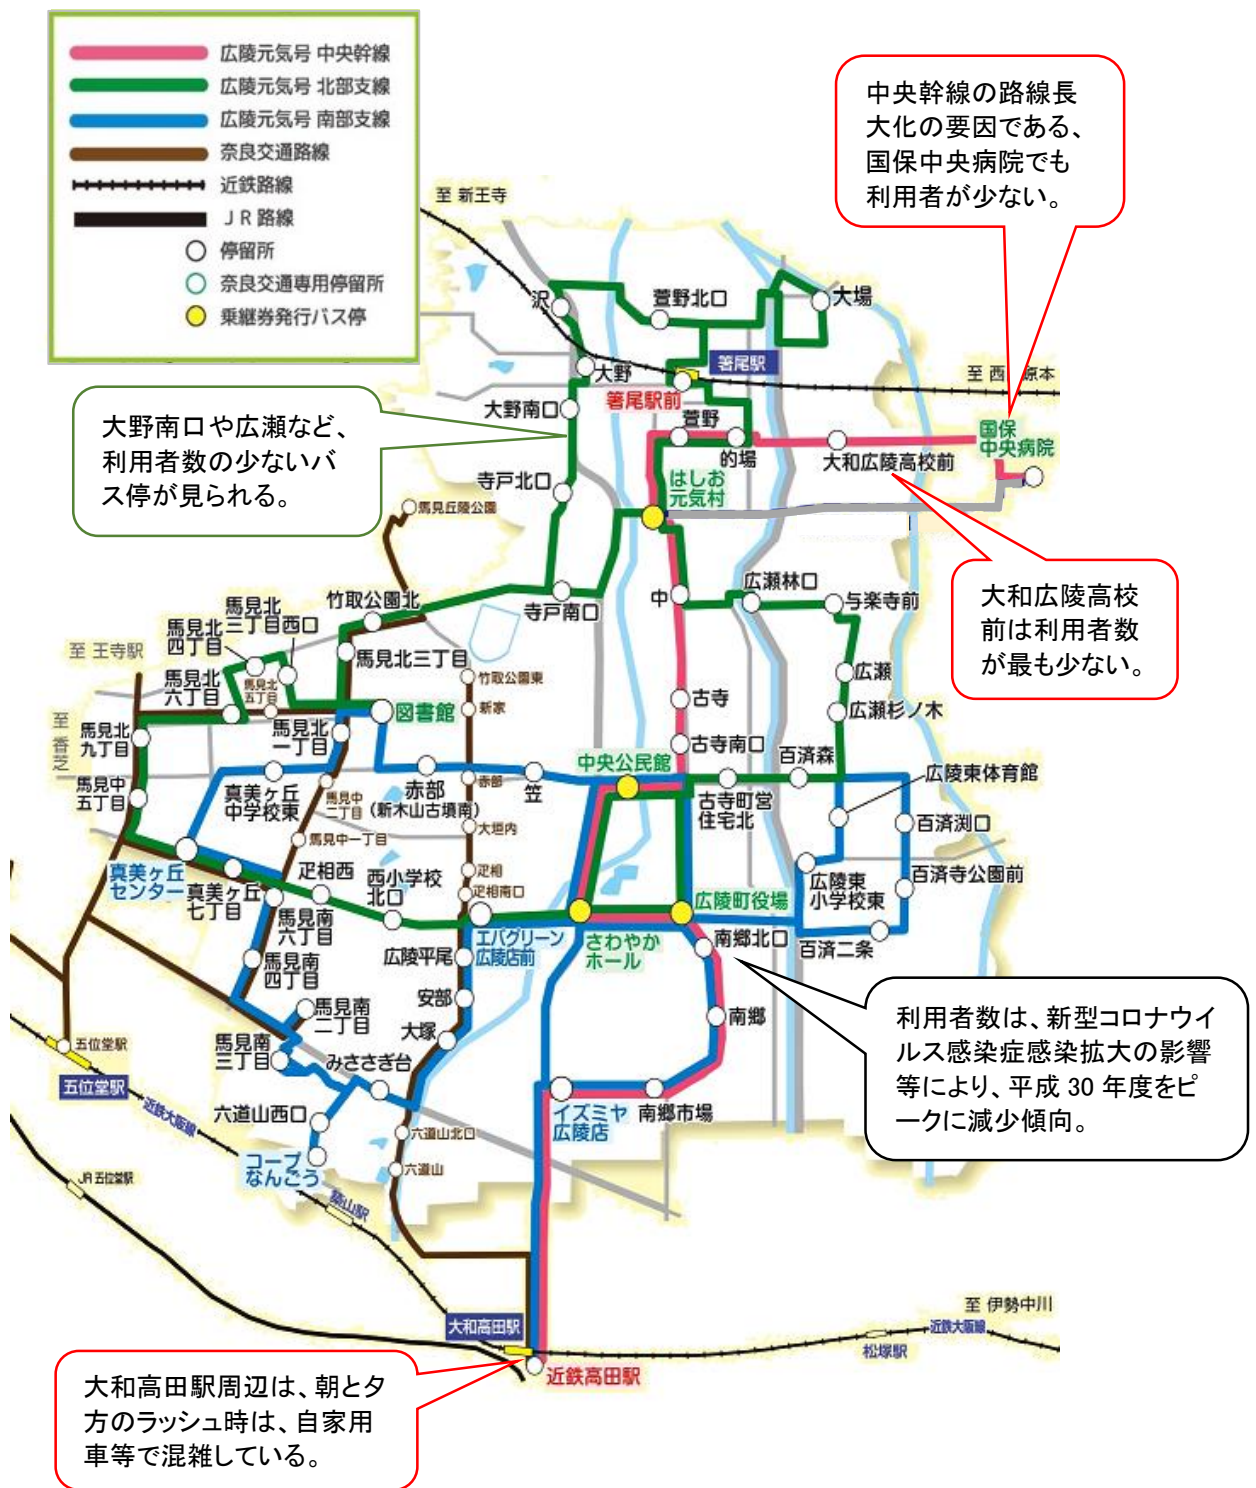 広陵元気号 中央幹線
広陵元気号 北部支線
広陵元気号 南部支線
奈良交通路線
近鉄路線
ＪＲ路線
停留所
奈良交通専用停留所
乗継券発行バス停
中央幹線の路線長
大化の要因である、
国保中央病院でも
利用者が少ない。
至 新王寺
沢
萱野北口
大場
大野
箸尾駅
至 西
原本
箸尾駅前
大野南口や広瀬など、
利用者数の少ないバ
ス停が見られる。
大野南口
萱野
的場
大和広陵高校前
国保
中央病院
はしお
元気村
寺戸北口
馬見丘陵公園
大和広陵高校
前は利用者数
が最も少ない。
竹取公園北
寺戸南口
中
広瀬林口
与楽寺前
馬見北
三丁目西口
馬見北
四丁目
至 王寺駅
馬見北三丁目
竹取公園東
広瀬
馬見北
六丁目
馬見北
五丁目
図書館
新家
古寺
広瀬杉ノ木
至 香芝
馬見北
九丁目
馬見北
一丁目
古寺南口
百済森
中央公民館
広陵東体育館
馬見中
五丁目
真美ヶ丘
中学校東
馬見中
二丁目
赤部
(新木山古墳南)
赤部
笠
古寺町営
住宅北
百済渕口
大垣内
馬見中一丁目
真美ヶ丘
センター
真美ヶ丘
七丁目
疋相西
西小学校
北口
疋相
疋相南口
広陵東
小学校東
百済寺公園前
広陵町役場
馬見南
六丁目
エバグリーン
広陵店前
さわやか
ホール
南郷北口
百済二条
馬見南
四丁目
広陵平尾
安部
馬見南
二丁目
大塚
南郷
利用者数は、新型コロナウイ
ルス感染症感染拡大の影響
等により、平成 30 年度をピ
ークに減少傾向。
五位堂駅
五位堂駅
馬見南
三丁目
みささぎ台
近鉄大阪線
六道山西口
イズミヤ
広陵店
南郷市場
六道山北口
コープ
なんごう
六道山
JR 五位堂駅
築山駅
至 伊勢中川
大和高田駅
近鉄大阪線
松塚駅
近鉄高田駅
大和高田駅周辺は、朝と夕
方のラッシュ時は、自家用
車等で混雑している。